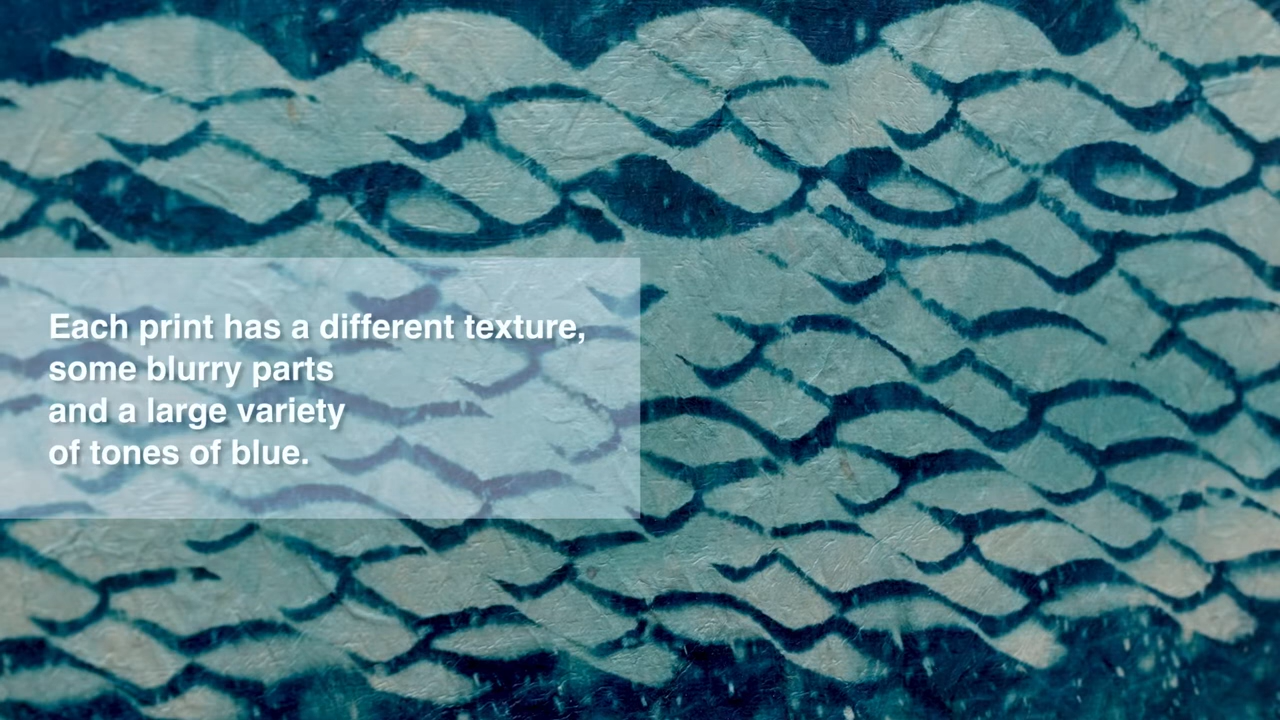 Each print has a different texture,
some blurry parts
and a large variety
of tones of blue.